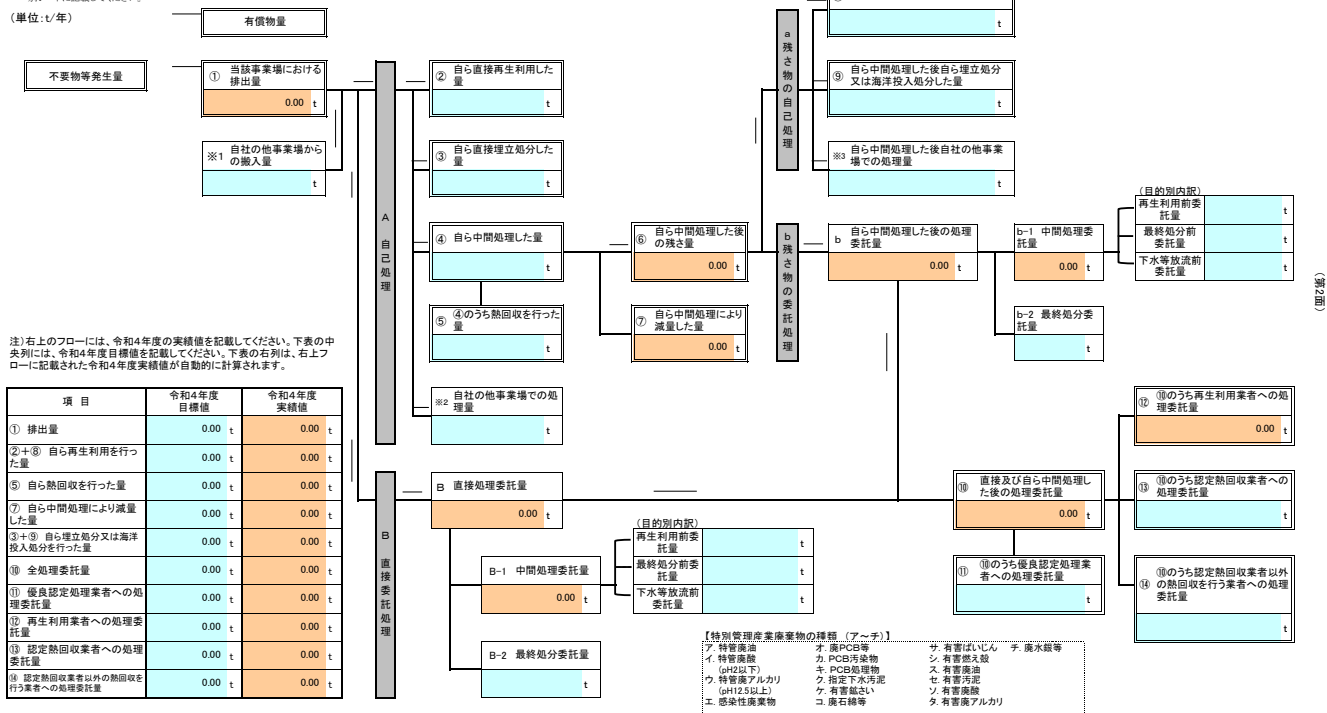 (単位:t/年)
有償物量
不要物等発生量
① 当該事業場における
排出量
0.00 t
※1 自社の他事業場から
の搬入量
t
A 自己処理
② 自ら直接再生利用した
量
t
③ 自ら直接埋立処分した
量
t
④ 自ら中間処理した量
t
⑤ ④のうち熱回収を行った
量
t
※2 自社の他事業場での処
理量
t
⑥ 自ら中間処理した後
の残さ量
0.00 t
⑦ 自ら中間処理により
減量した量
0.00 t
a 残さ物の自己処理
t
⑨ 自ら中間処理した後自ら埋立処分
又は海洋投入処分した量
t
※3 自ら中間処理した後自社の他事業
場での処理量
t
b 残さ物の委託処理
b 自ら中間処理した後の処理
委託量
0.00 t
b-1 中間処理委
託量
0.00 t
b-2 最終処分委
託量
t
(目的別内訳)
再生利用前委
託量
t
最終処分前
委託量
t
下水等放流前
委託量
t
(第2面)
注)右上のフローには、令和4年度の実績値を記載してください。下表の中
央列には、令和4年度目標値を記載してください。下表の右列は、右上フ
ローに記載された令和4年度実績値が自動的に計算されます。
項 目 令和4年度
目標値 令和4年度
実績値
① 排出量 0.00 t 0.00 t
②+⑧ 自ら再生利用を行っ
た量 0.00 t 0.00 t
⑤ 自ら熱回収を行った量 0.00 t 0.00 t
⑦ 自ら中間処理により減量
した量 0.00 t 0.00 t
③+⑨ 自ら埋立処分又は海洋
投入処分を行った量 0.00 t 0.00 t
⑩ 全処理委託量 0.00 t 0.00 t
⑪ 優良認定処理業者への処
理委託量 0.00 t 0.00 t
⑫ 再生利用業者への処理委
託量 0.00 t 0.00 t
⑬ 認定熱回収業者への処理
委託量 0.00 t 0.00 t
⑭ 認定熱回収業者以外の熱回収を
行う業者への処理委託量 0.00 t 0.00 t
B 直接委託処理
B 直接処理委託量
0.00 t
B-1 中間処理委託量
0.00 t
B-2 最終処分委託量
t
(目的別内訳)
再生利用前委
託量
t
最終処分前委
託量
t
下水等放流前
委託量
t
⑩ 直接及び自ら中間処理し
た後の処理委託量
0.00 t
⑪ ⑩のうち優良認定処理業
者への処理委託量
t
⑫ ⑩のうち再生利用業者への処
理委託量
0.00 t
⑬ ⑩のうち認定熱回収業者への
処理委託量
t
⑭ ⑩のうち認定熱回収業者以外
の熱回収を行う業者への処理
委託量
t
【特別管理産業廃棄物の種類 (ア~チ)】
ア. 特管廃油 オ. 廃PCB等 サ. 有害ばいじん チ. 廃水銀等
イ. 特管廃酸 カ. PCB汚染物 シ. 有害燃え殻
(pH2以下) キ. PCB処理物 ス. 有害廃油
ウ. 特管廃アルカリ ク. 指定下水汚泥 セ. 有害汚泥
(pH12.5以上) ケ. 有害鉱さい ソ. 有害廃酸
エ. 感染性廃棄物 コ. 廃石綿等 タ. 有害廃アルカリ